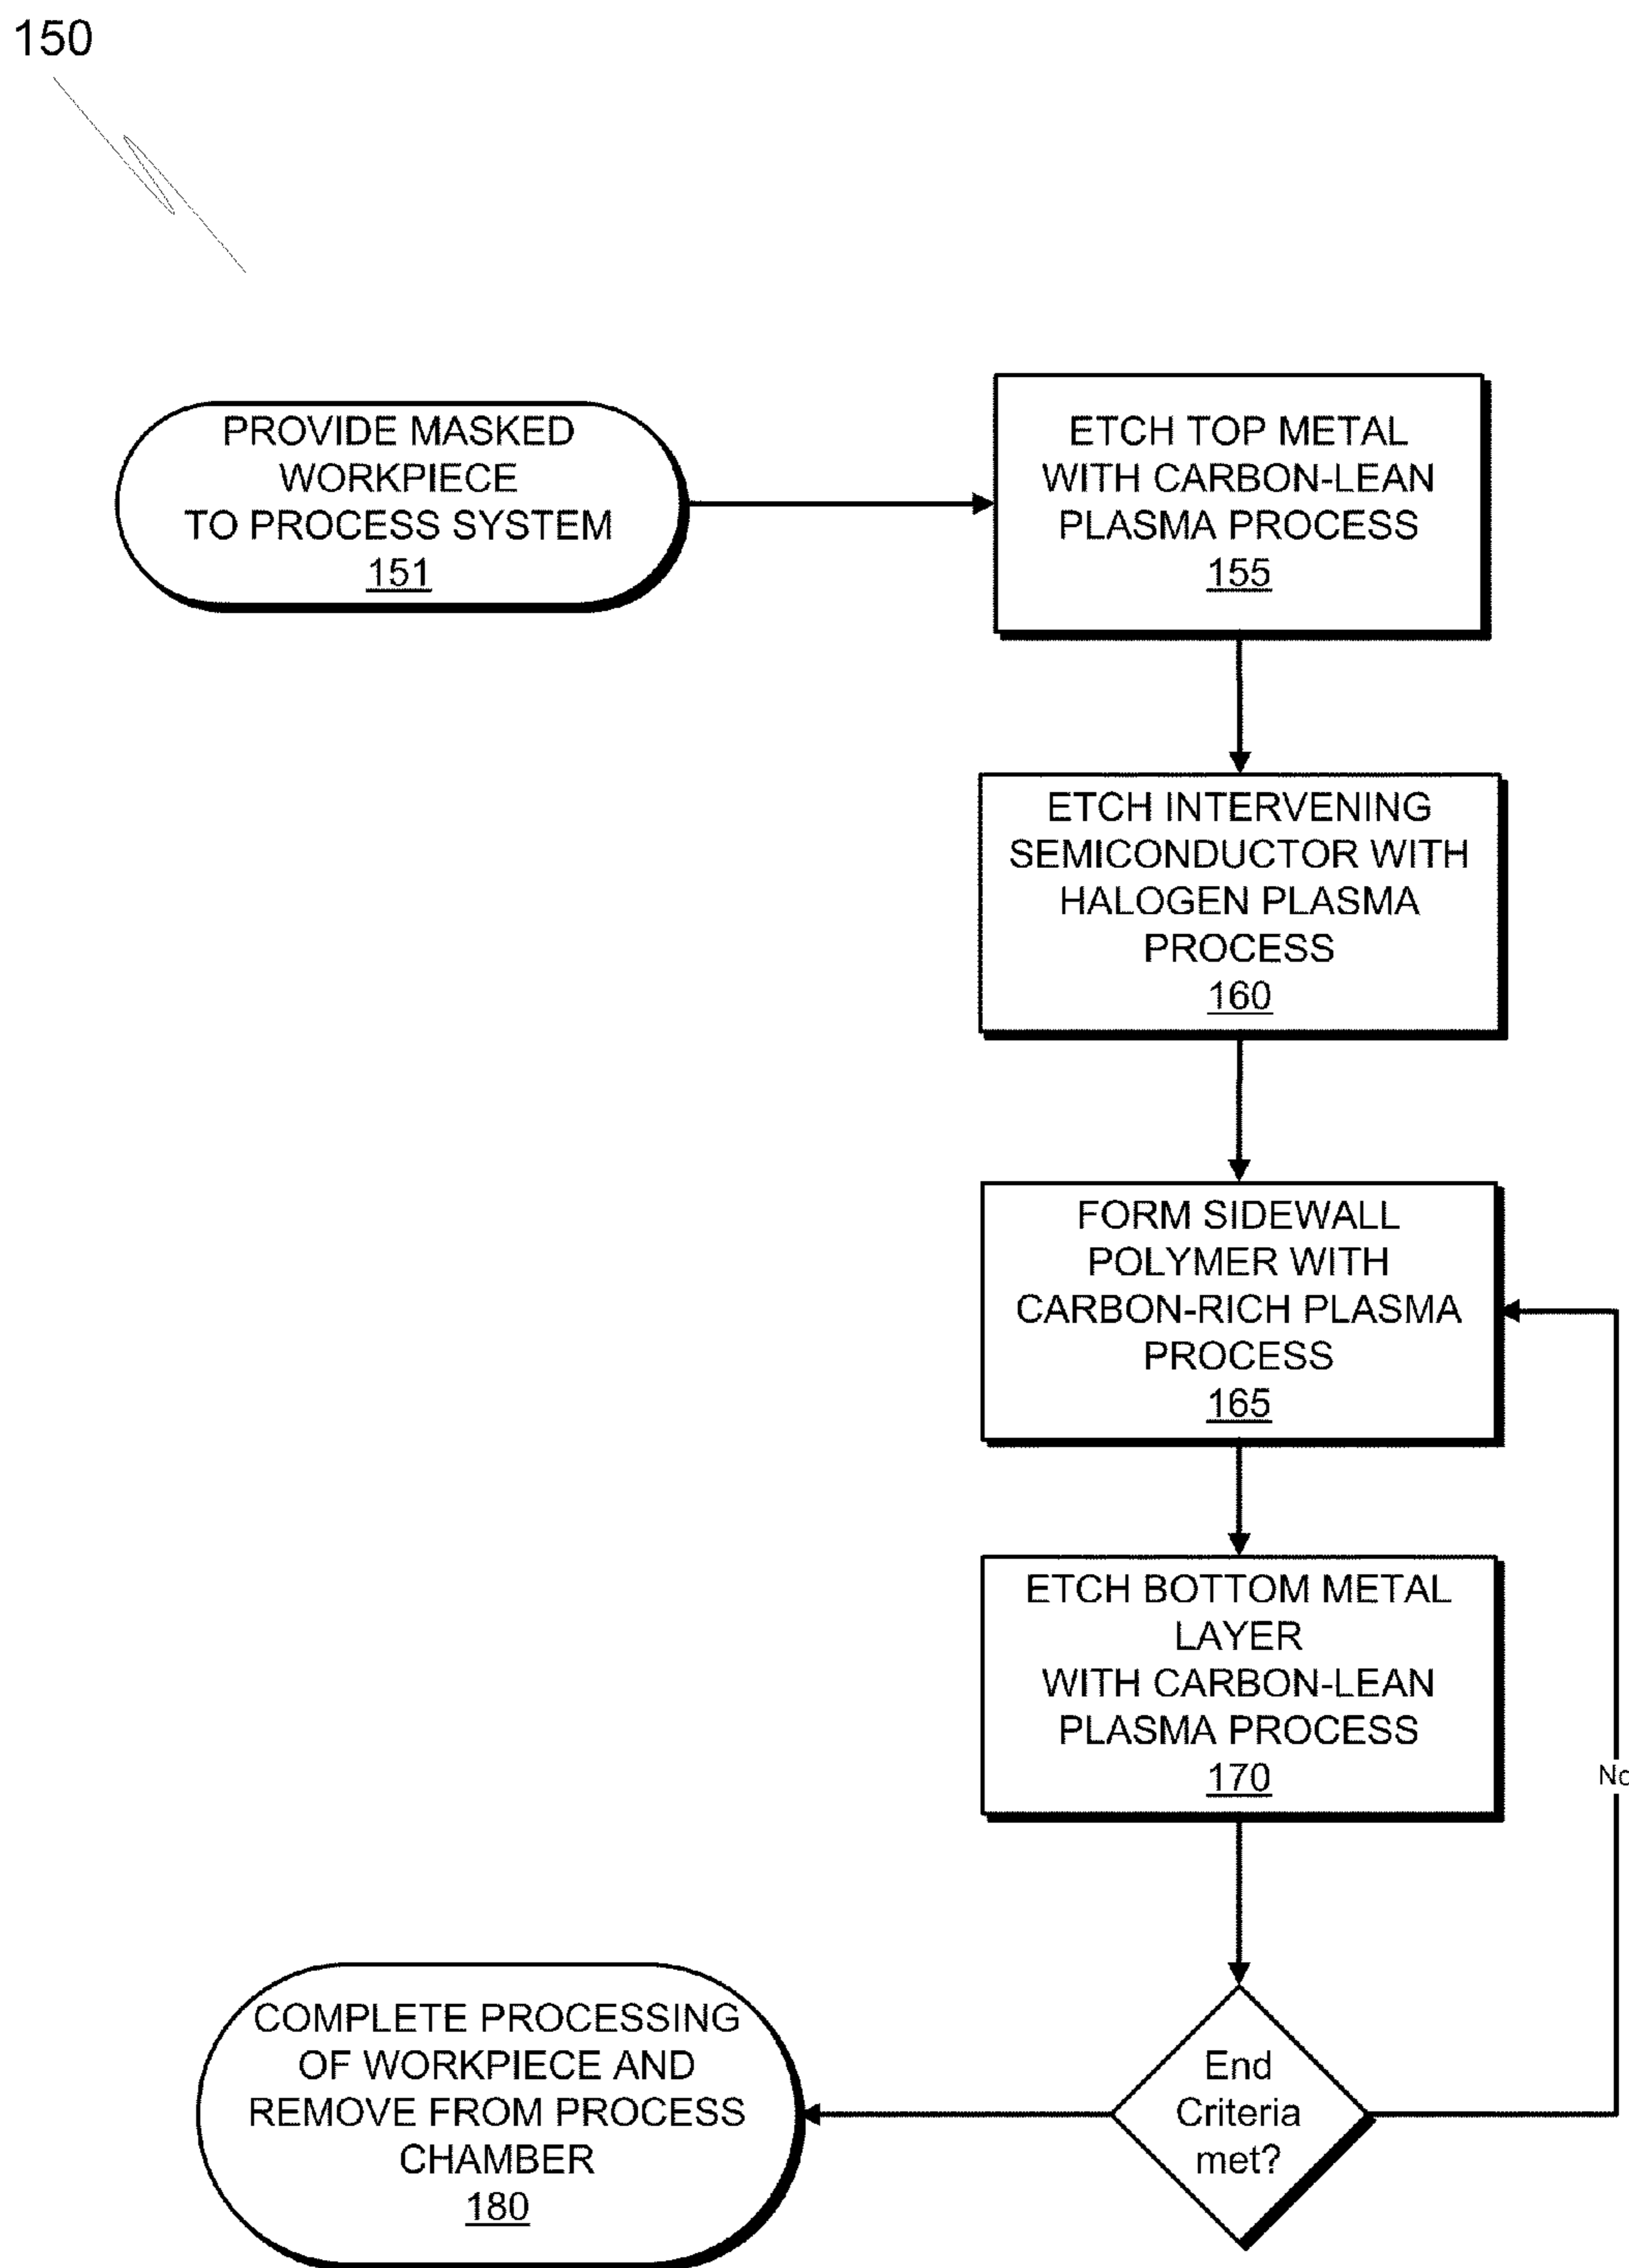 150
PROVIDE MASKED
WORKPIECE
TO PROCESS SYSTEM
151
ETCH TOP METAL
WITH CARBON-LEAN
PLASMA PROCESS
155
ETCH INTERVENING
SEMICONDUCTOR WITH
HALOGEN PLASMA
PROCESS
160
FORM SIDEWALL
POLYMER WITH
CARBON-RICH PLASMA
PROCESS
165
ETCH BOTTOM METAL
LAYER
WITH CARBON-LEAN
PLASMA PROCESS
170
No
End
Criteria
met?
COMPLETE PROCESSING
OF WORKPIECE AND
REMOVE FROM PROCESS
CHAMBER
180